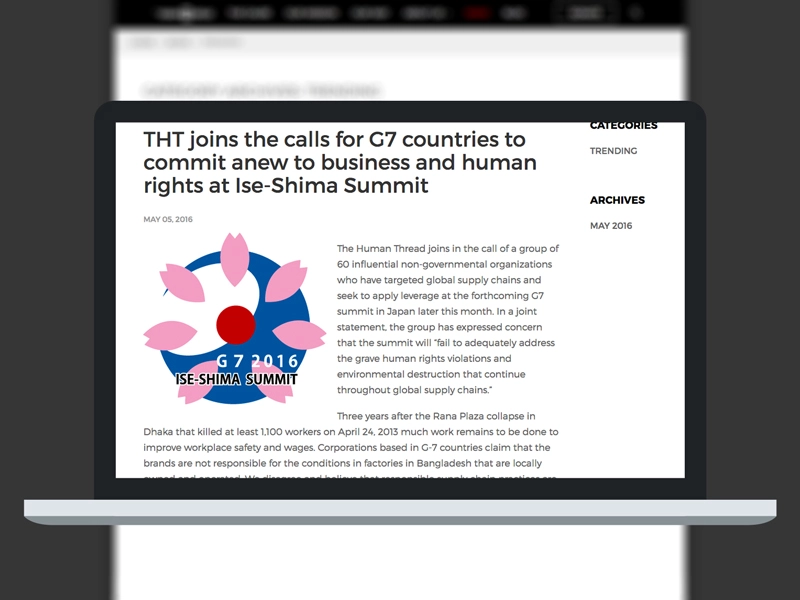 THT joins the calls for G7 countries to
commit anew to business and human
rights at Ise-Shima Summit
MAY 05, 2016
G7 2016
ISE-SHIMA SUMMIT
The Human Thread joins in the call of a group of
60 influential non-governmental organizations
who have targeted global supply chains and
seek to apply leverage at the forthcoming G7
summit in Japan later this month. In a joint
statement, the group has expressed concern
that the summit will “fail to adequately address
the grave human rights violations and
environmental destruction that continue
throughout global supply chains.”
Three years after the Rana Plaza collapse in
Dhaka that killed at least 1,100 workers on April 24, 2013 much work remains to be done to
improve workplace safety and wages. Corporations based in G-7 countries claim that the
brands are not responsible for the conditions in factories in Bangladesh that are locally
CATEGORIES
TRENDING
ARCHIVES
MAY 2016